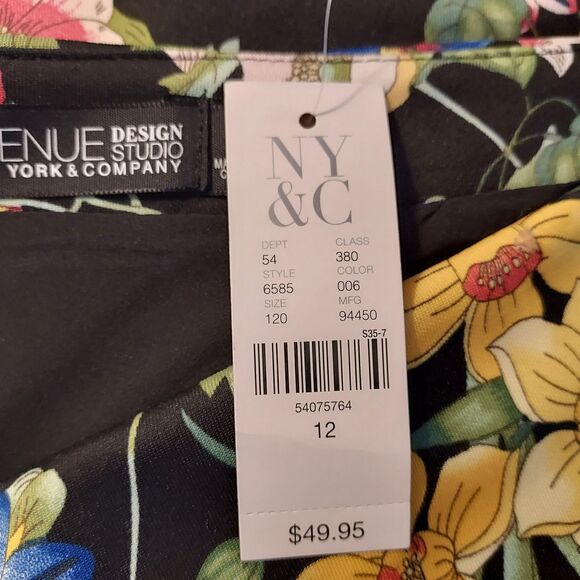 ENUE DESIGN
STUDIO
YORK & COMPANY
MA
NY
&C
DEPT CLASS
54 380
STYLE COLOR
6585 006
SIZE MFG
120 94450
S35-7
54075764
12
$49.95